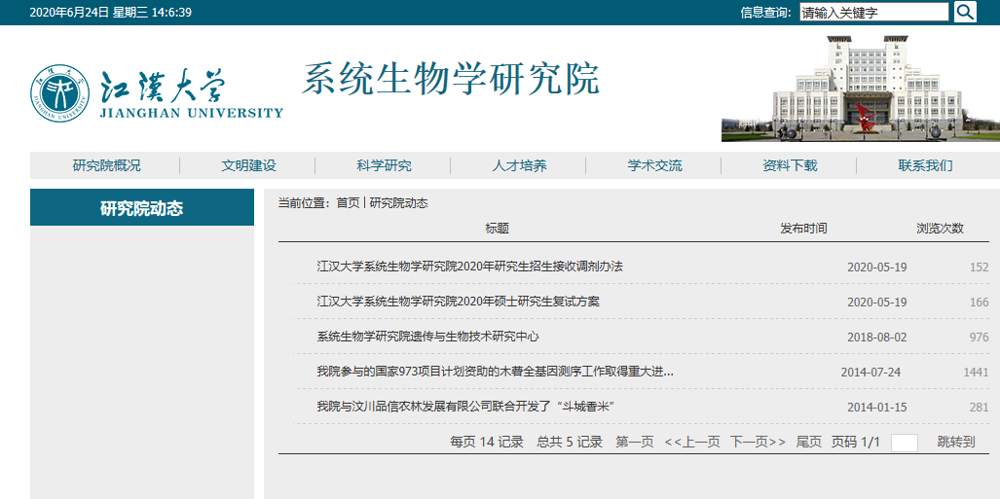 2020年6月24日 星期三 14:6:39
信息查询: 请输入关键字
江漢大学
JIANGHAN UNIVERSITY
系统生物学研究院
研究院概况 文明建设 科学研究 人才培养 学术交流 资料下载 联系我们
研究院动态
当前位置：首页 | 研究院动态
标题 发布时间 浏览次数
江汉大学系统生物学研究院2020年研究生招生接收调剂办法 2020-05-19 152
江汉大学系统生物学研究院2020年硕士研究生复试方案 2020-05-19 166
系统生物学研究院遗传与生物技术研究中心 2018-08-02 976
我院参与的国家973项目计划资助的木薯全基因测序工作取得重大进... 2014-07-24 1441
我院与汶川品信农林发展有限公司联合开发了“斗城香米” 2014-01-15 281
每页 14 记录 总共 5 记录 第一页 <<上一页 下一页>> 尾页 页码 1/1 跳转到